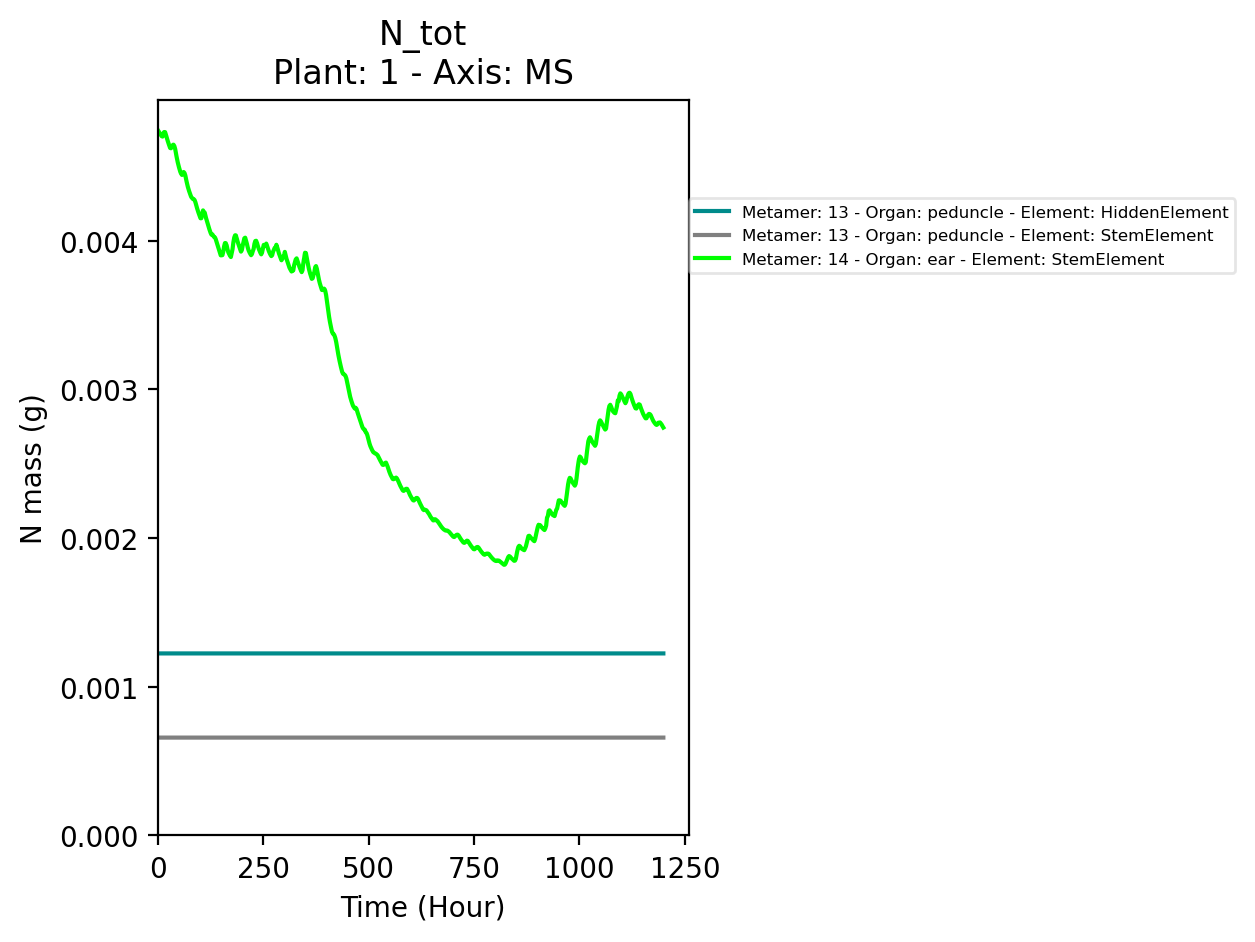 N_tot
Plant: 1 - Axis: MS
Metamer: 13 - Organ: peduncle - Element: HiddenElement
Metamer: 13 - Organ: peduncle - Element: StemElement
Metamer: 14 - Organ: ear - Element: StemElement
N mass (g)
0.004
0.003
0.002
0.001
0.000
0 250 500 750 1000 1250
Time (Hour)